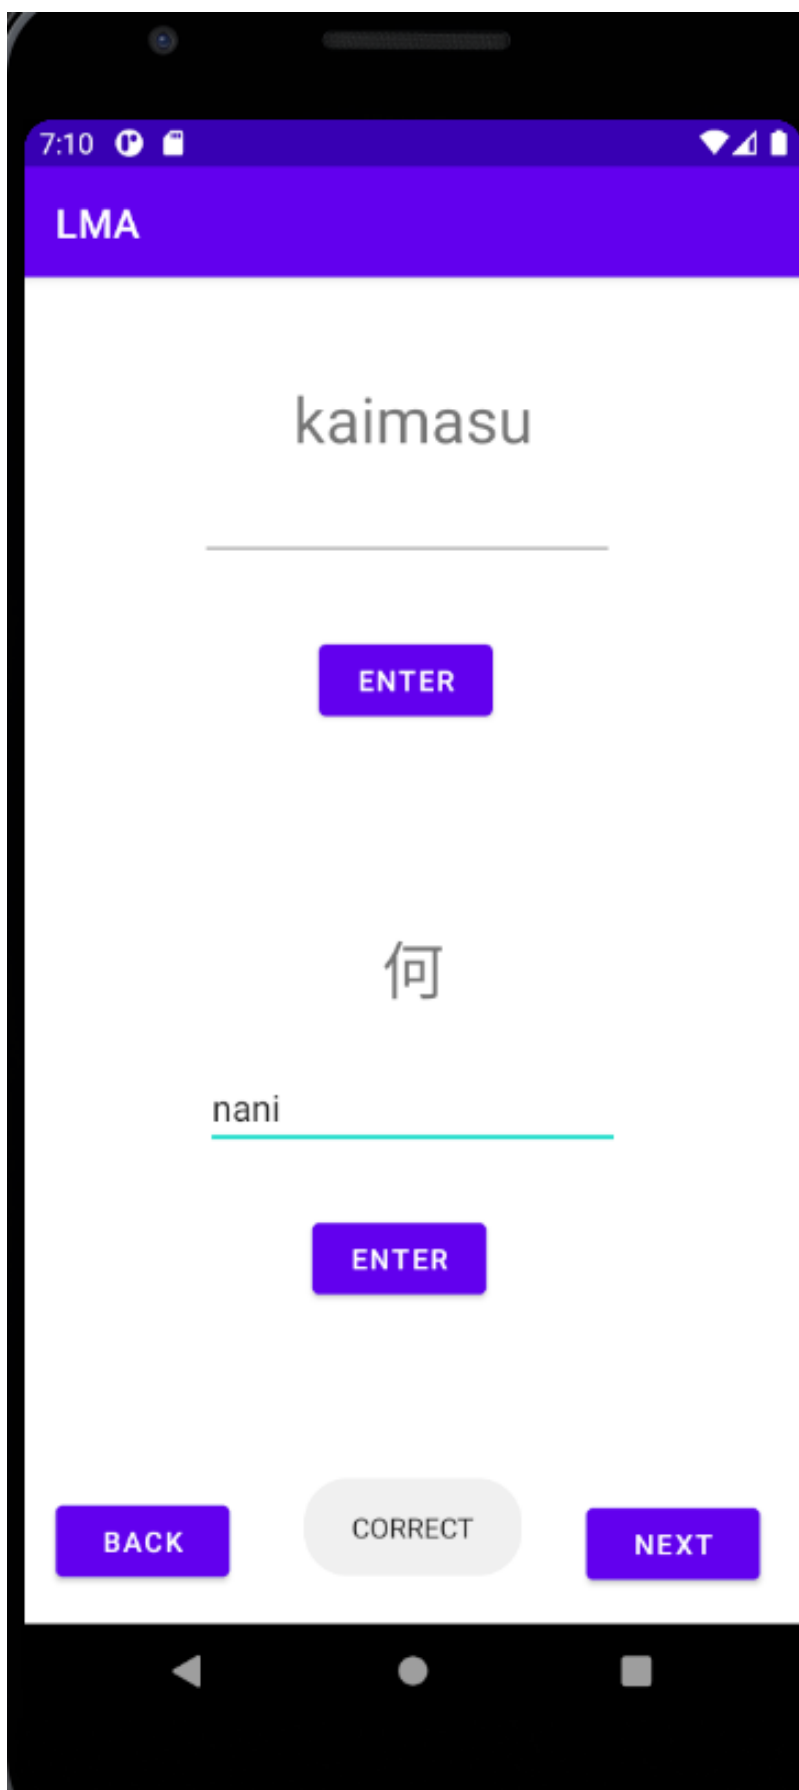 7:10
LMA
kaimasu
ENTER
何
nani
ENTER
BACK
CORRECT
NEXT